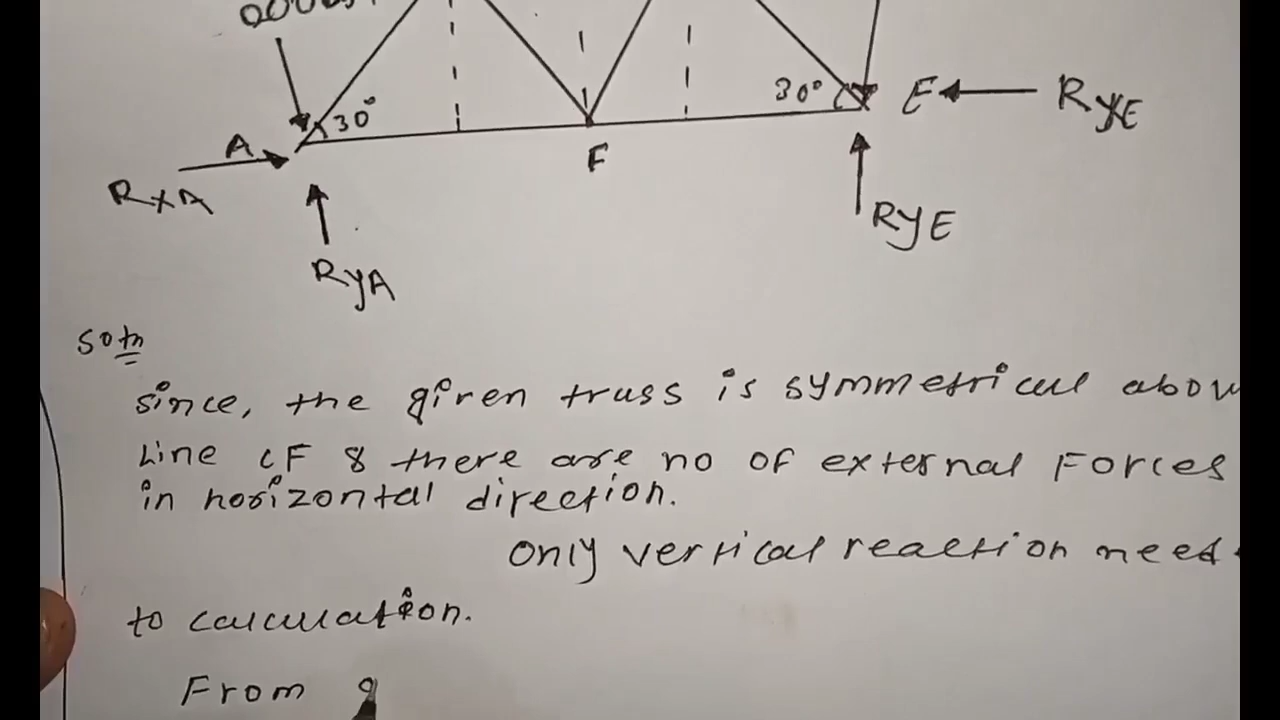 30°
30°
A
E
RyxE
RxA
F
RyE
RyA
Soln
since, the given truss is symmetrical abou
Line CF & there are no of external Forces
in horizontal direction.
only vertical reaction need
to calculation.
From